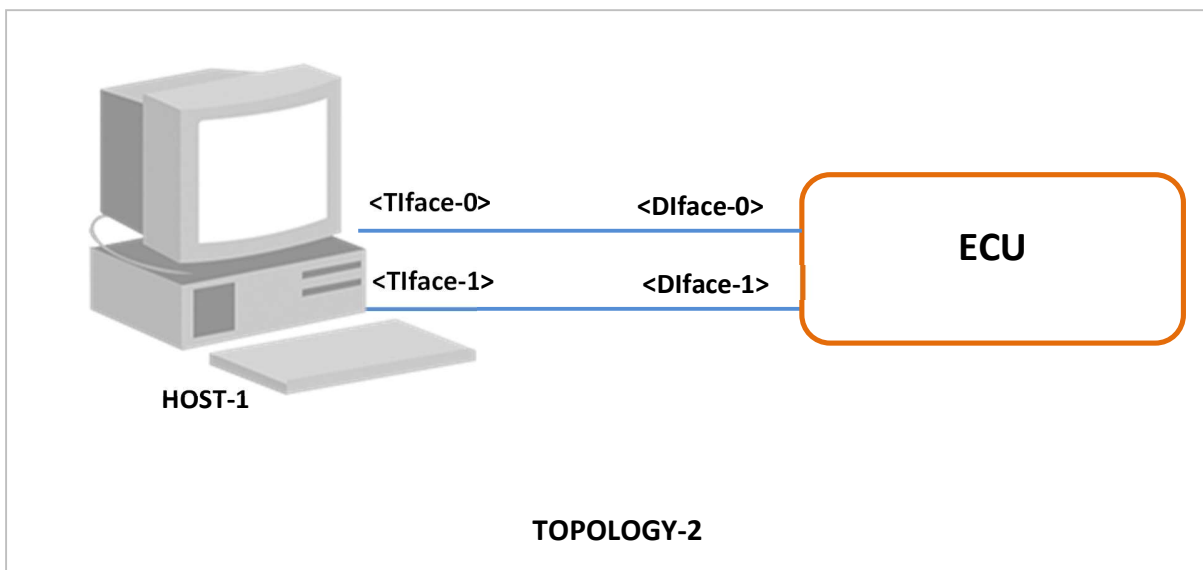 <TIface-0> <DIface-0>
ECU
<TIface-1> <DIface-1>
HOST-1
TOPOLOGY-2